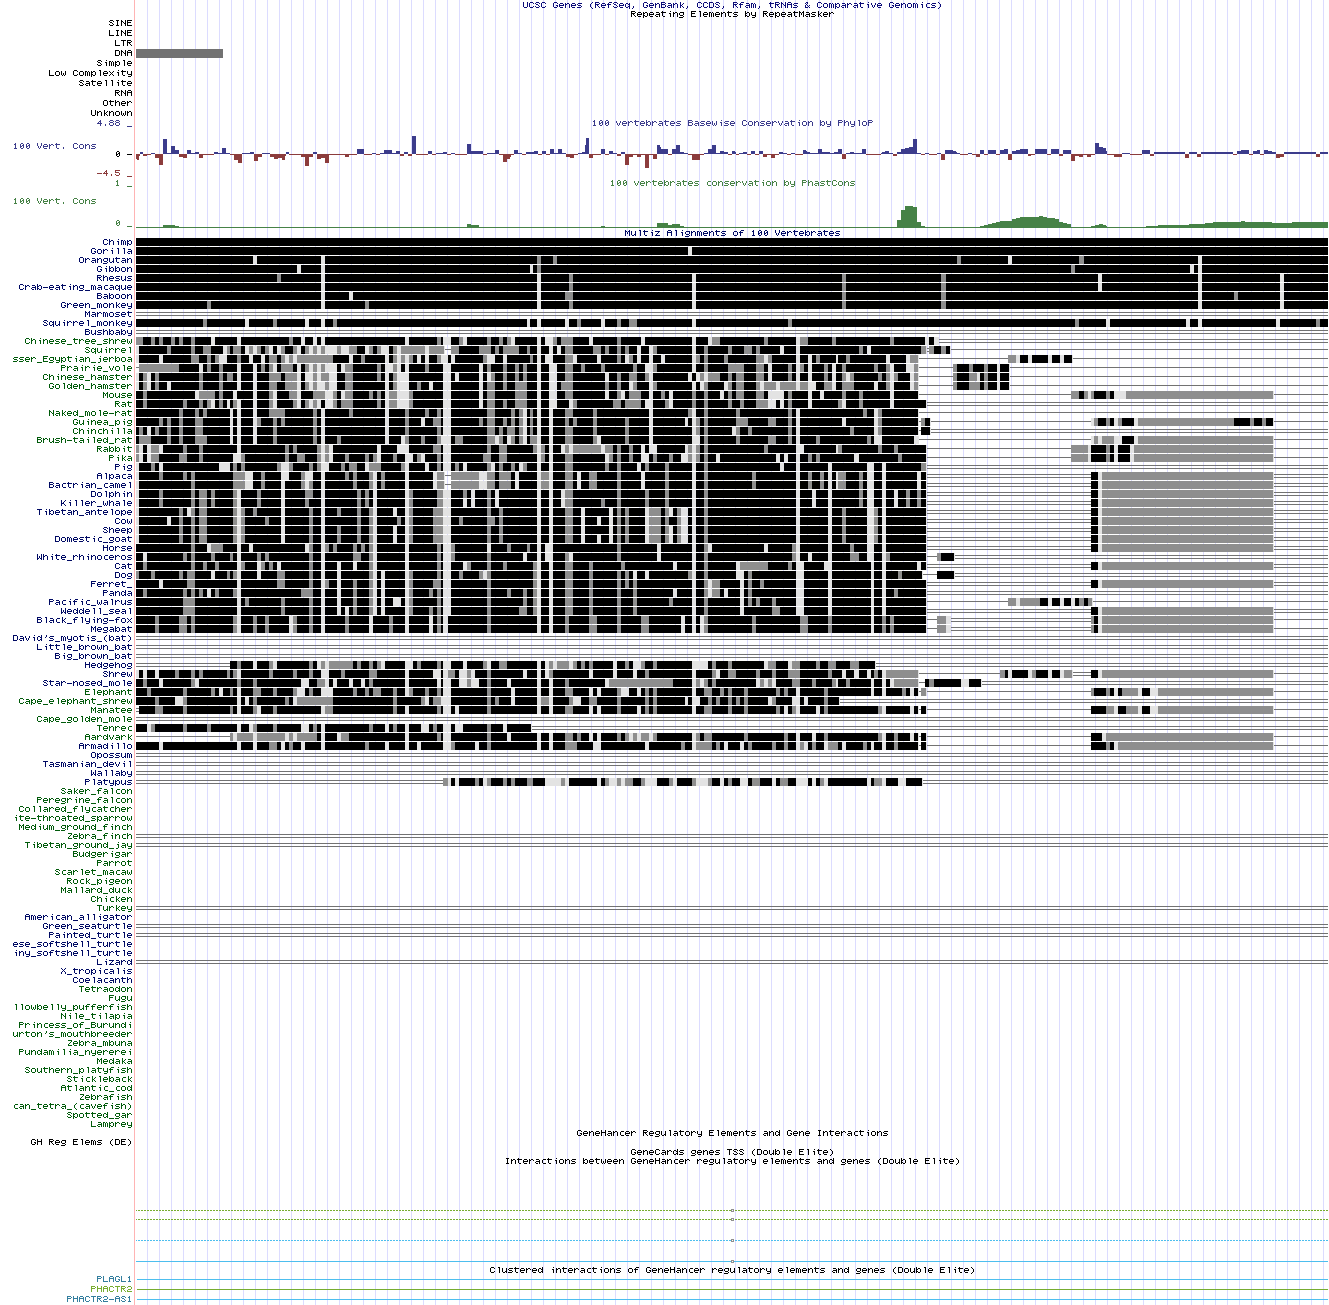 UCSC Genes (RefSeq, GenBank, CCDS, Rfam, tRNAs & Comparative Genomics)
Repeating Elements by RepeatMasker
SINE
LINE
LTR
DNA
Simple
Low Complexity
Satellite
RNA
Other
Unknown
100 vertebrates Basewise Conservation by PhyloP
4.88 _
100 Vert. Cons
0 _
-4.5 _
100 vertebrates conservation by PhastCons
1 _
100 Vert. Cons
0 _
Multiz Alignments of 100 Vertebrates
Chimp
Gorilla
Orangutan
Gibbon
Rhesus
Crab-eating_macaque
Baboon
Green_monkey
Marmoset
Squirrel_monkey
Bushbaby
Chinese_tree_shrew
Squirrel
sser_Egyptian_jerboa
Prairie_vole
Chinese_hamster
Golden_hamster
Mouse
Rat
Naked_mole-rat
Guinea_pig
Chinchilla
Brush-tailed_rat
Rabbit
Pika
Pig
Alpaca
Bactrian_camel
Dolphin
Killer_whale
Tibetan_antelope
Cow
Sheep
Domestic_goat
Horse
White_rhinoceros
Cat
Dog
Ferret_
Panda
Pacific_walrus
Weddell_seal
Black_flying-fox
Megabat
David's_myotis_(bat)
Little_brown_bat
Big_brown_bat
Hedgehog
Shrew
Star-nosed_mole
Elephant
Cape_elephant_shrew
Manatee
Cape_golden_mole
Tenrec
Aardvark
Armadillo
Opossum
Tasmanian_devil
Wallaby
Platypus
Saker_falcon
Peregrine_falcon
Collared_flycatcher
ite-throated_sparrow
Medium_ground_finch
Zebra_finch
Tibetan_ground_jay
Budgerigar
Parrot
Scarlet_macaw
Rock_pigeon
Mallard_duck
Chicken
Turkey
American_alligator
Green_seaturtle
Painted_turtle
ese_softshell_turtle
iny_softshell_turtle
Lizard
X_tropicalis
Coelacanth
Tetraodon
Fugu
llowbelly_pufferfish
Nile_tilapia
Princess_of_Burundi
urton's_mouthbreeder
Zebra_mbuna
Pundamilia_nyererei
Medaka
Southern_platyfish
Stickleback
Atlantic_cod
Zebrafish
can_tetra_(cavefish)
Spotted_gar
Lamprey
GeneHancer Regulatory Elements and Gene Interactions
GH Reg Elems (DE)
GeneCards genes TSS (Double Elite)
Interactions between GeneHancer regulatory elements and genes (Double Elite)
Clustered interactions of GeneHancer regulatory elements and genes (Double Elite)
PLAGL1
PHACTR2
PHACTR2-AS1